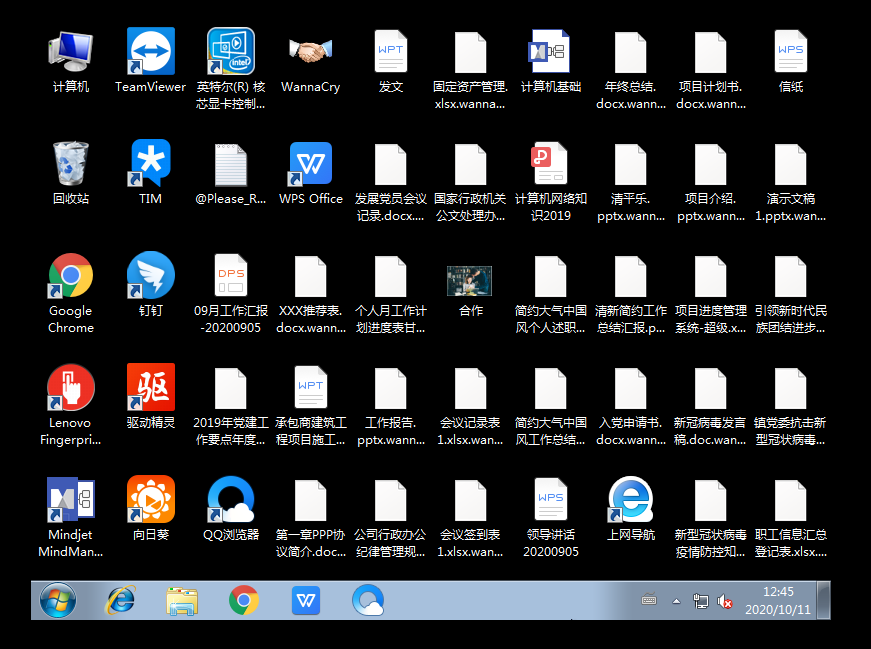 计算机
TeamViewer
英特尔(R) 核
芯显卡控制...
WannaCry
WPT
发文
固定资产管理.
xlsx.wanna...
计算机基础
年终总结.
docx.wann...
项目计划书.
docx.wann...
WPS
信纸
回收站
TIM
@Please_R...
WPS Office
发展党员会议
记录.docx....
国家行政机关
公文处理办...
计算机网络知
识2019
清平乐.
pptx.wann...
项目介绍.
pptx.wann...
演示文稿
1.pptx.wan...
Google
Chrome
钉钉
DPS
09月工作汇报
-20200905
XXX推荐表.
docx.wann...
个人月工作计
划进度表甘...
合作
简约大气中国
风个人述职...
清新简约工作
总结汇报.p...
项目进度管理
系统-超级.x...
引领新时代民
族团结进步...
Lenovo
Fingerpri...
驱
驱动精灵
2019年党建工
作要点年度...
WPT
承包商建筑工
程项目施工...
工作报告.
pptx.wann...
会议记录表
1.xlsx.wan...
简约大气中国
风工作总结...
入党申请书.
docx.wann...
新冠病毒发言
稿.doc.wan...
镇党委抗击新
型冠状病毒...
Mindjet
MindMan...
向日葵
QQ浏览器
第一章PPP协
议简介.doc...
公司行政办公
纪律管理规...
会议签到表
1.xlsx.wan...
WPS
领导讲话
20200905
上网导航
新型冠状病毒
疫情防控知...
职工信息汇总
登记表.xlsx....
12:45
2020/10/11